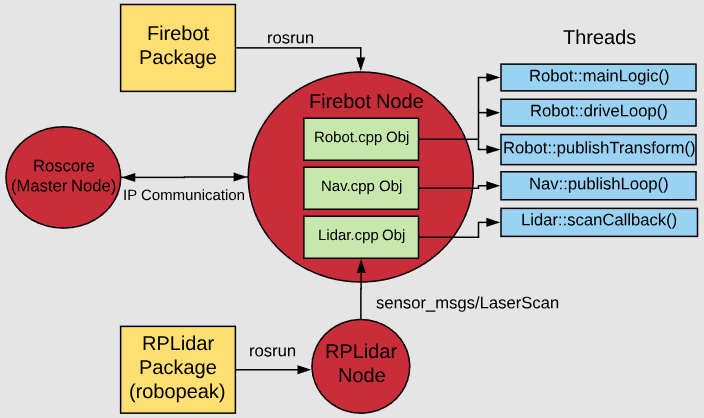 Firebot
Package
rosrun
Threads
Firebot Node
Robot.cpp Obj
Nav.cpp Obj
Lidar.cpp Obj
Robot::mainLogic()
Robot::driveLoop()
Robot::publishTransform()
Nav::publishLoop()
Lidar::scanCallback()
Roscore
(Master Node)
IP Communication
sensor_msgs/LaserScan
RPLidar
Package
(robopeak)
rosrun
RPLidar
Node